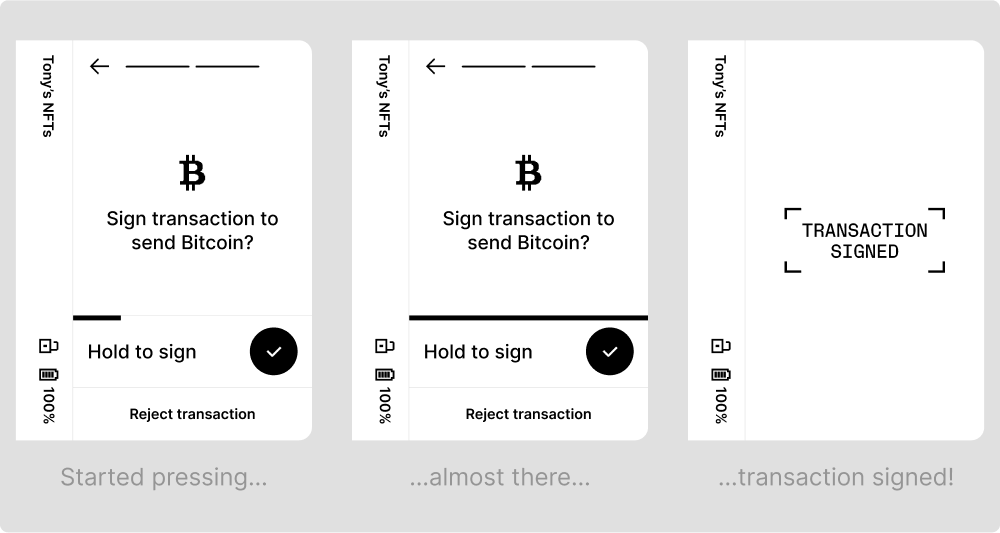 Tony's NFTs
Sign transaction to
send Bitcoin?
Hold to sign
100%
Reject transaction
Started pressing...
Tony's NFTs
Sign transaction to
send Bitcoin?
Hold to sign
100%
Reject transaction
...almost there...
Tony's NFTs
TRANSACTION
SIGNED
100%
...transaction signed!